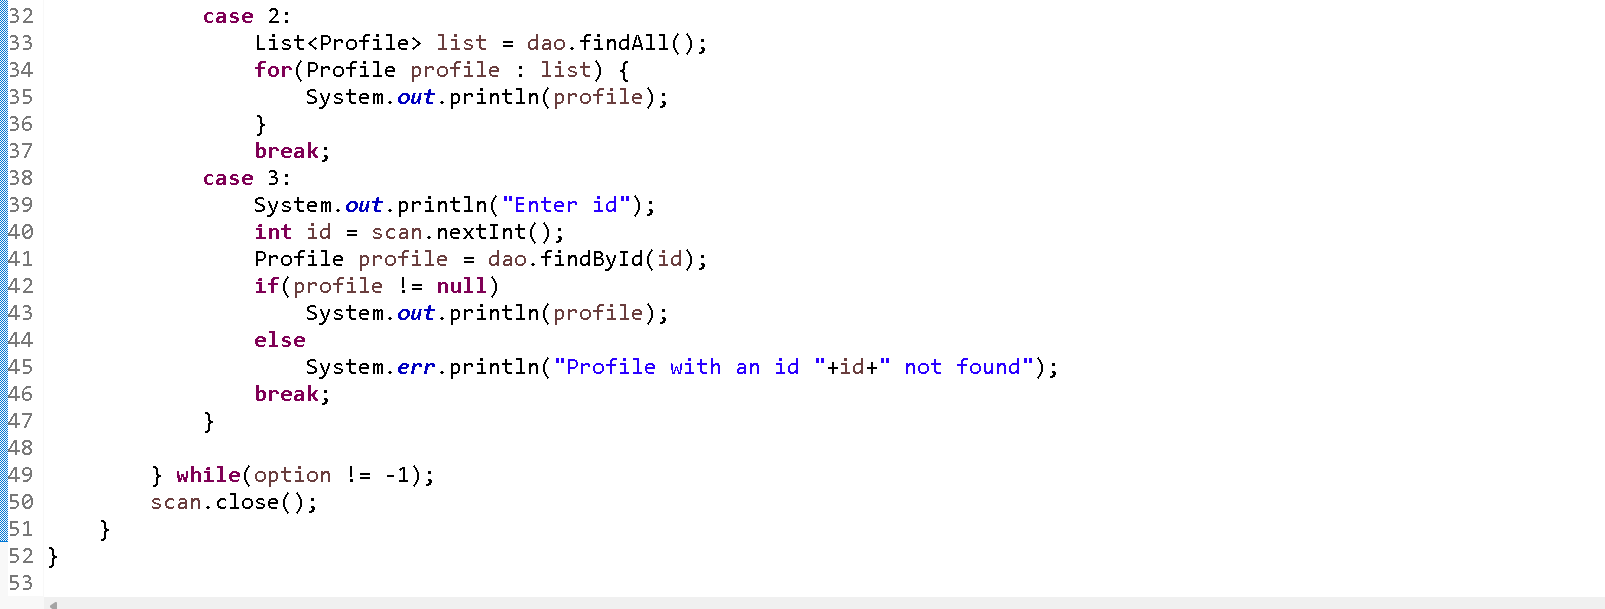 32 case 2:
33 List<Profile> list = dao.findAll();
34 for(Profile profile : list) {
35 System.out.println(profile);
36 }
37 break;
38 case 3:
39 System.out.println("Enter id");
40 int id = scan.nextInt();
41 Profile profile = dao.findById(id);
42 if(profile != null)
43 System.out.println(profile);
44 else
45 System.err.println("Profile with an id "+id+" not found");
46 break;
47 }
48
49 } while(option != -1);
50 scan.close();
51 }
52 }
53